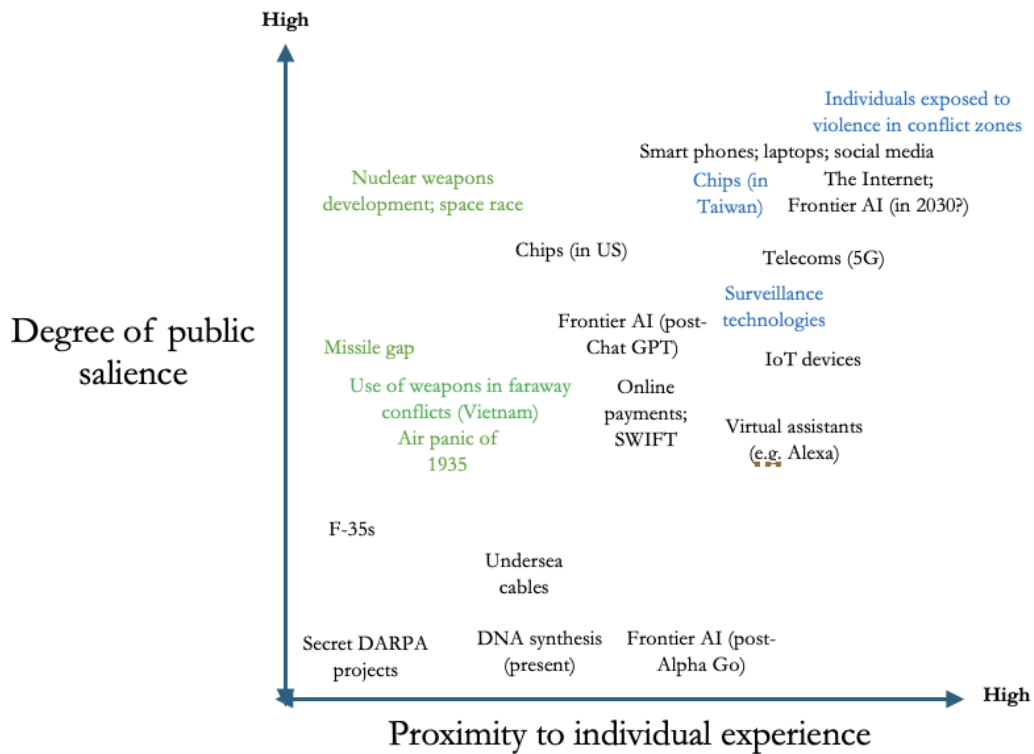 High
Individuals exposed to
violence in conflict zones
Smart phones; laptops; social media
Nuclear weapons
development; space race
Chips (in
Taiwan)
The Internet;
Frontier AI (in 2030?)
Chips (in US)
Telecoms (5G)
Surveillance
technologies
Degree of public
salience
Frontier AI (post-
Chat GPT)
Missile gap
IoT devices
Use of weapons in faraway
conflicts (Vietnam)
Air panic of
1935
Online
payments;
SWIFT
Virtual assistants
(e.g. Alexa)
F-35s
Undersea
cables
Secret DARPA
projects
DNA synthesis
(present)
Frontier AI (post-
Alpha Go)
High
Proximity to individual experience